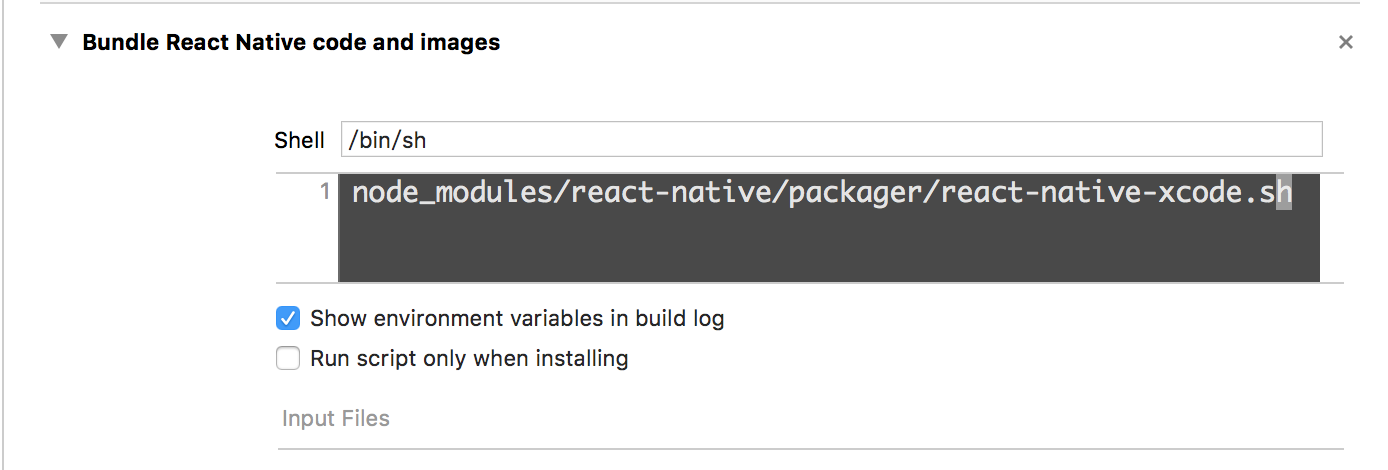 Bundle React Native code and images
Shell /bin/sh
1 node_modules/react-native/packager/react-native-xcode.sh
Show environment variables in build log
Run script only when installing
Input Files